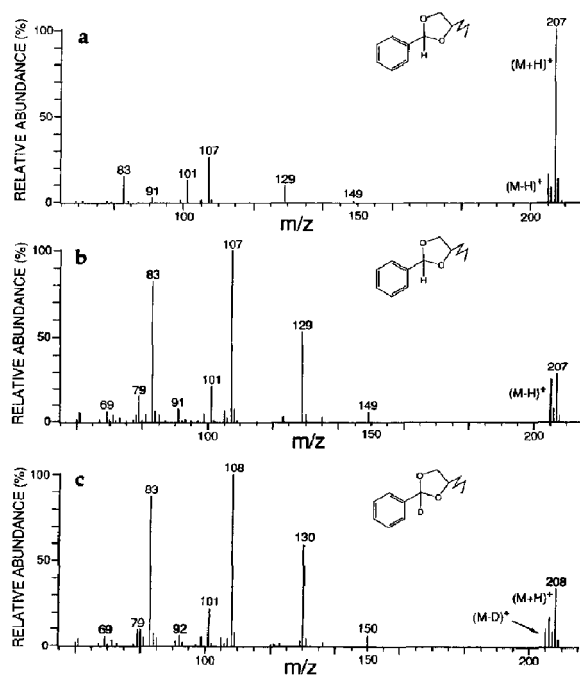 a
RELATIVE ABUNDANCE (%)
100
50
0
83
91
101
107
129
149
207
(M+H)+
(M-H)+
O
O
H
100
150
200
m/z
b
RELATIVE ABUNDANCE (%)
100
50
0
69
79
83
91
101
107
129
149
207
(M-H)+
O
O
H
100
150
200
m/z
c
RELATIVE ABUNDANCE (%)
100
50
0
69
79
83
92
101
108
130
150
208
(M+H)+
(M-D)+
O
O
D
100
150
200
m/z